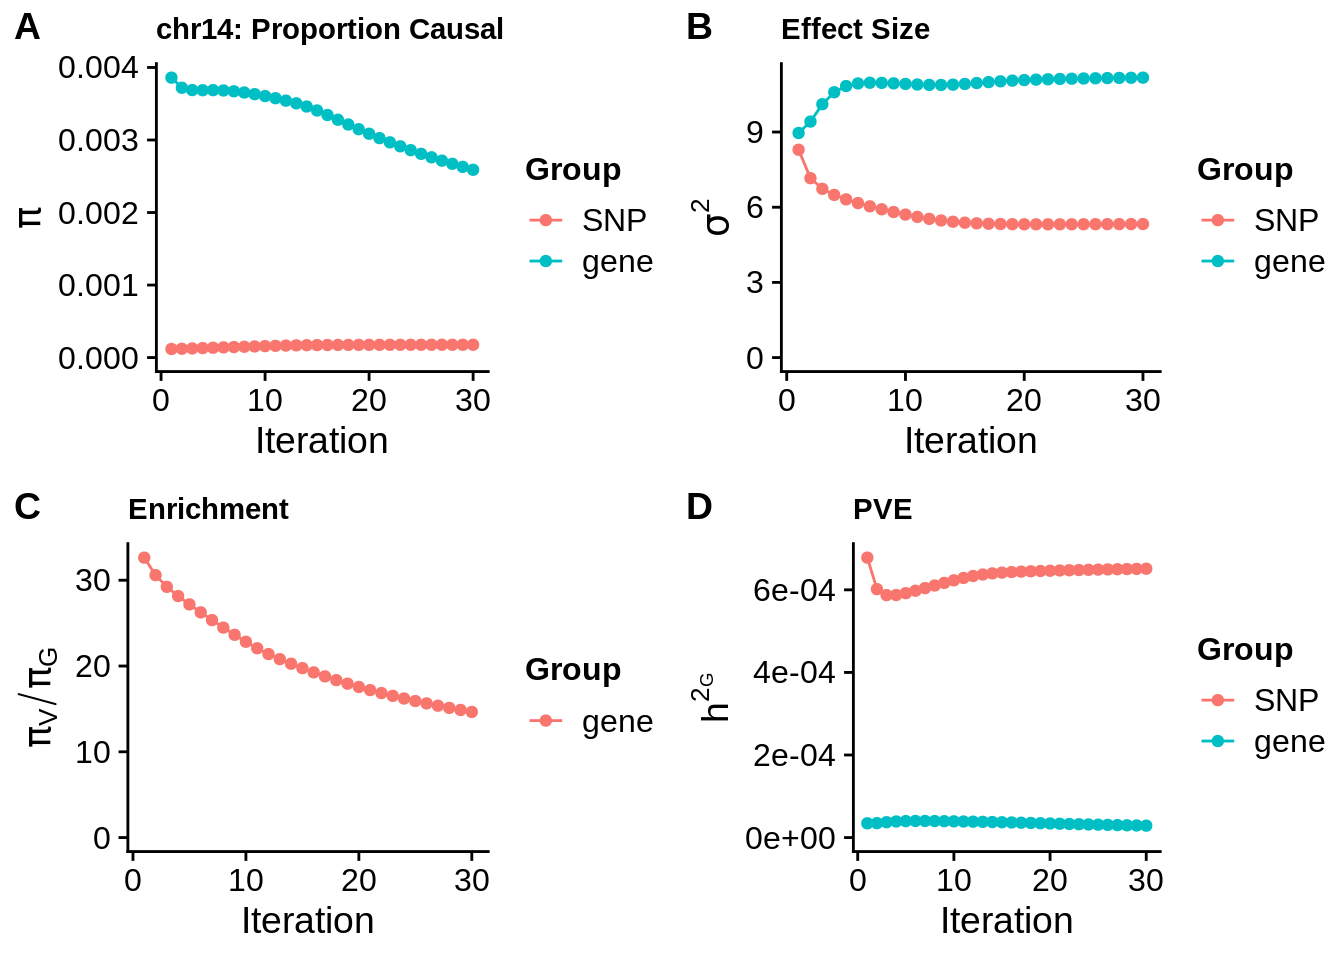 A
chr14: Proportion Causal
π
0.004
0.003
0.002
0.001
0.000
0 10 20 30
Iteration
Group
SNP
gene
B
Effect Size
σ²
9
6
3
0
0 10 20 30
Iteration
Group
SNP
gene
C
Enrichment
π_V/π_G
30
20
10
0
0 10 20 30
Iteration
Group
gene
D
PVE
h^2_G
6e-04
4e-04
2e-04
0e+00
0 10 20 30
Iteration
Group
SNP
gene